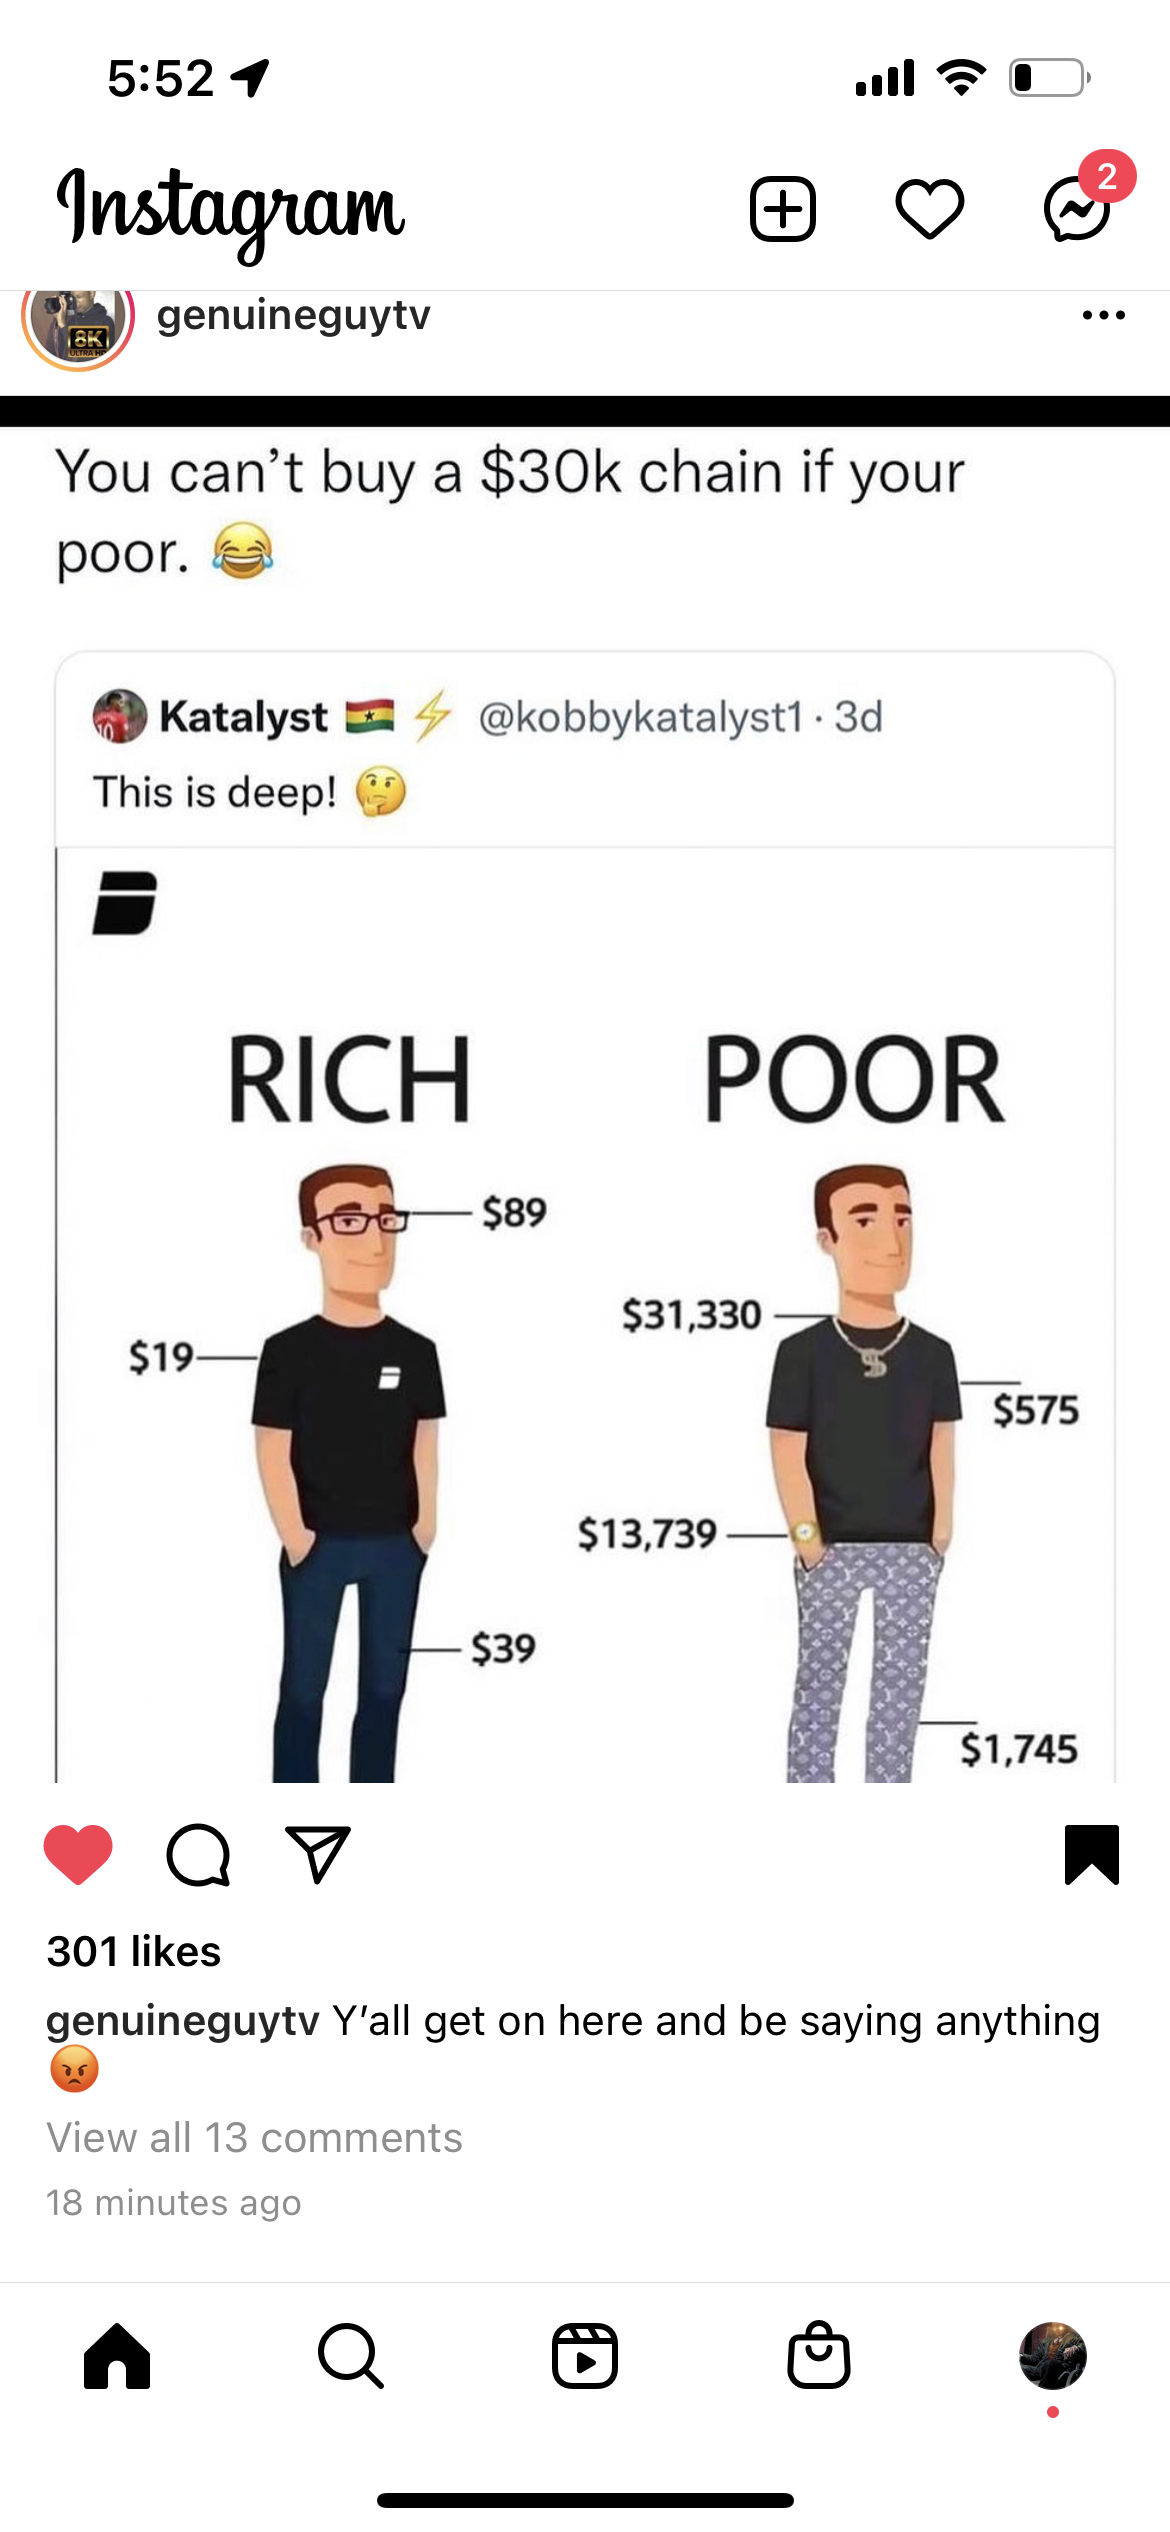 5:52
Instagram
2
8K
ULTRA HD
genuineguytv
You can’t buy a $30k chain if your
poor. 😂
Katalyst 🇬🇭⚡ @kobbykatalyst1 · 3d
This is deep! 🤔
RICH
POOR
$89
$31,330
$19
$575
$13,739
$39
$1,745
301 likes
genuineguytv Y’all get on here and be saying anything
😡
View all 13 comments
18 minutes ago